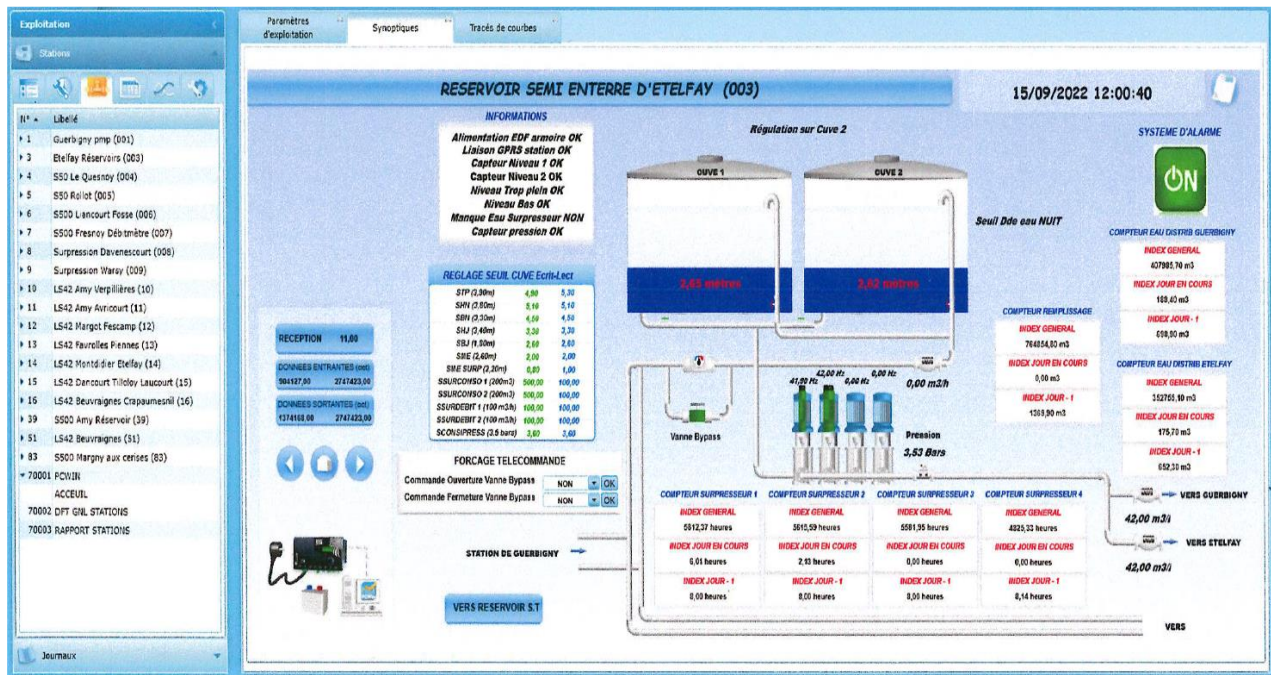 Exploitation
Stations
N° Libellé
1 Guerbigny pmp (001)
3 Etelfay Réservoirs (003)
4 S50 Le Quesnoy (004)
5 S50 Rollot (005)
6 S500 Liancourt Fosse (006)
7 S500 Fresnoy Débitmètre (007)
8 Surpression Davenescourt (008)
9 Surpression Warsy (009)
10 LS42 Amy Verpillières (10)
11 LS42 Amy Avricourt (11)
12 LS42 Margot Fescamp (12)
13 LS42 Favrolles Piennes (13)
14 LS42 Montdidier Etelfay (14)
15 LS42 Dancourt Tilloloy Laucourt (15)
16 LS42 Beuvraignes Crapaumesnil (16)
39 S500 Amy Réservoir (39)
51 LS42 Beuvraignes (51)
83 S500 Margny aux cerises (83)
70001 PCWIN
ACCEUIL
70002 DFT GNL STATIONS
70003 RAPPORT STATIONS
Journaux
Paramètres d'exploitation
Synoptiques
Tracés de courbes
RESERVOIR SEMI ENTERRE D'ETELFAY (003)
15/09/2022 12:00:40
INFORMATIONS
Alimentation EDF armoire OK
Liaison GPRS station OK
Capteur Niveau 1 OK
Capteur Niveau 2 OK
Niveau Trop plein OK
Niveau Bas OK
Manque Eau Surpresseur NON
Capteur pression OK
Régulation sur Cuve 2
CUVE 1
CUVE 2
2,62 mètres
Seuil Dde eau NUIT
SYSTEME D'ALARME
ON
COMPTEUR EAU DISTRIB GUERBIGNY
INDEX GENERAL
INDEX JOUR EN COURS
INDEX JOUR - 1
COMPTEUR EAU DISTRIB ETELFAY
INDEX GENERAL
INDEX JOUR EN COURS
175,70 m3
INDEX JOUR - 1
REGLAGE SEUIL CUVE Ecrit-Lect
STP (2,90m) 5,30
SHN (2,80m) 5,10 5,10
SBN (2,30m) 4,50 4,50
SHJ (2,40m) 3,30 3,30
SBJ (1,90m) 2,60 2,60
SME (2,60m) 2,00 2,00
SME SURP (2,20m) 0,80 1,00
SSURCONSO 1 (200m3) 500,00 100,00
SSURCONSO 2 (200m3) 500,00 100,00
SSURDEBIT 1 (100 m3/h) 100,00 100,00
SSURDEBIT 2 (100 m3/h) 100,00 100,00
SCONSIPRESS (3.5 bars) 3,60 3,60
RECEPTION 11,00
DONNEES ENTRANTES (oct)
2747423,00
DONNEES SORTANTES (oct)
2747423,00
FORCAGE TELECOMMANDE
Commande Ouverture Vanne Bypass NON OK
Commande Fermeture Vanne Bypass NON OK
COMPTEUR REMPLISSAGE
INDEX GENERAL
INDEX JOUR EN COURS
0,00 m3
INDEX JOUR - 1
0,00 m3/h
41,90 Hz
42,00 Hz
0,00 Hz
0,00 Hz
Vanne Bypass
Pression
3,53 Bars
COMPTEUR SURPRESSEUR 1
INDEX GENERAL
5612,37 heures
INDEX JOUR EN COURS
6,01 heures
INDEX JOUR - 1
8,00 heures
COMPTEUR SURPRESSEUR 2
INDEX GENERAL
5615,59 heures
INDEX JOUR EN COURS
2,13 heures
INDEX JOUR - 1
COMPTEUR SURPRESSEUR 3
INDEX GENERAL
5581,95 heures
INDEX JOUR EN COURS
0,00 heures
INDEX JOUR - 1
COMPTEUR SURPRESSEUR 4
INDEX GENERAL
4825,33 heures
INDEX JOUR EN COURS
0,00 heures
INDEX JOUR - 1
8,14 heures
VERS GUERBIGNY
42,00 m3/h
VERS ETELFAY
42,00 m3/h
STATION DE GUERBIGNY
VERS RESERVOIR S.T
VERS